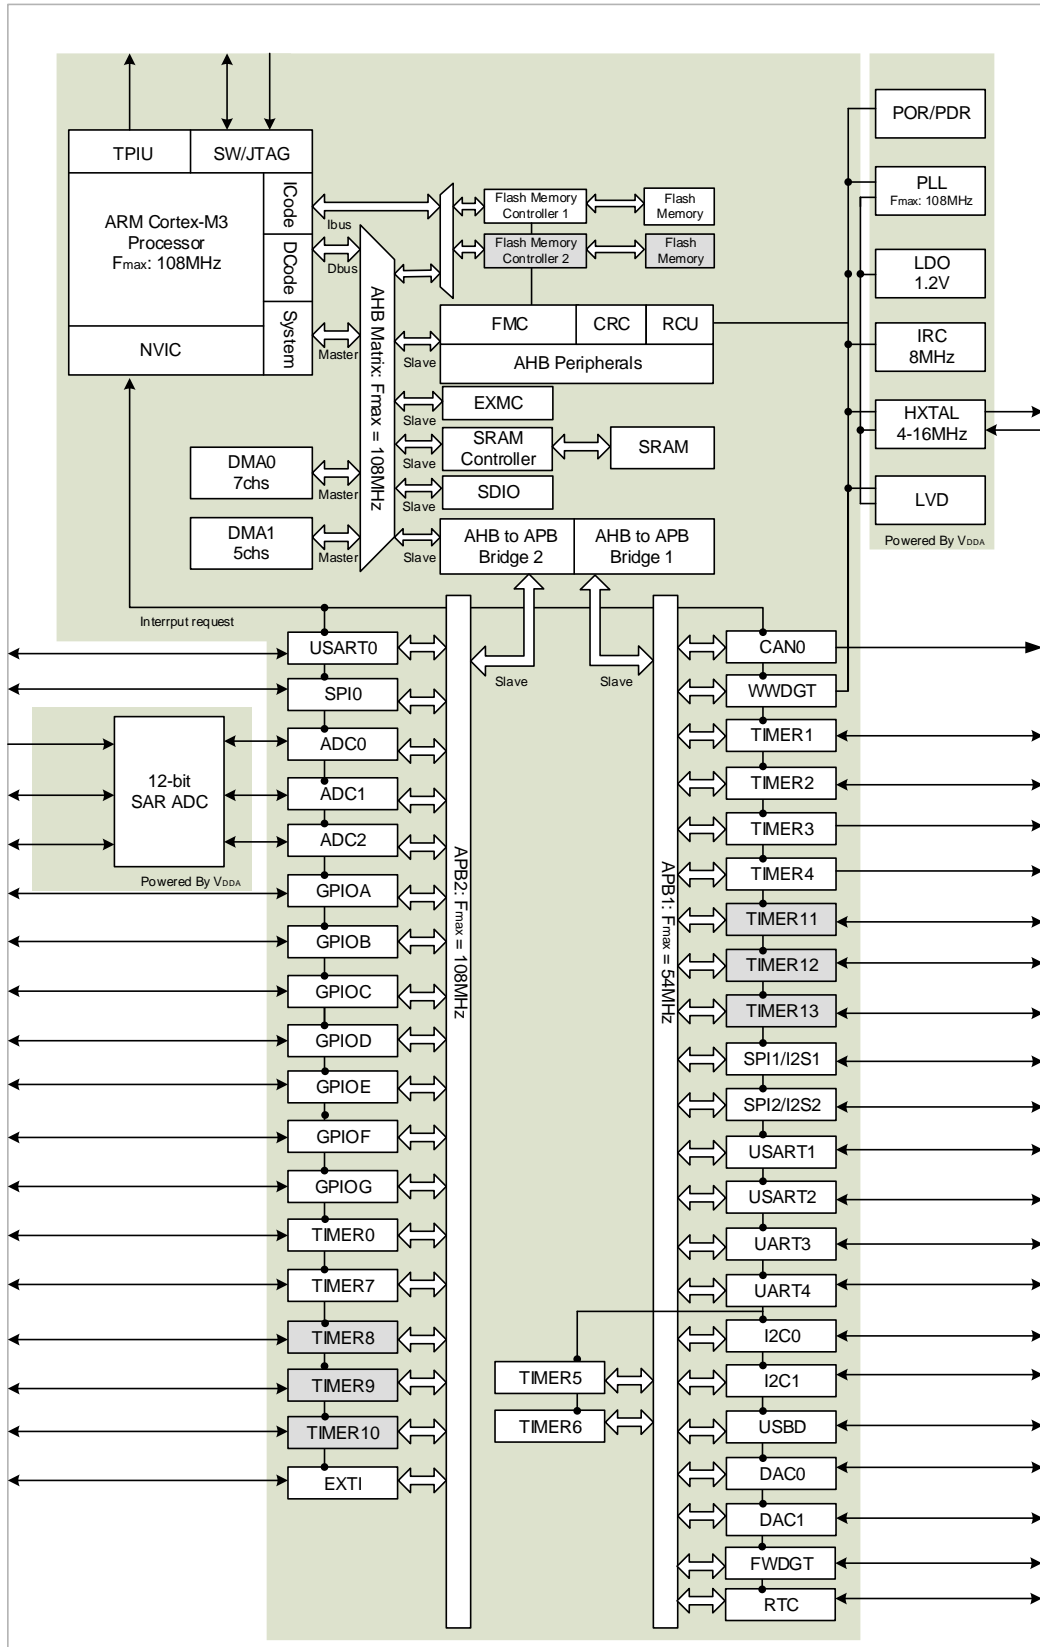 TPIU
SW/JTAG
ARM Cortex-M3
Processor
Fmax: 108MHz
ICode
DCode
System
NVIC
Ibus
Dbus
Master
AHB Matrix: Fmax = 108MHz
Flash Memory
Controller 1
Flash
Memory
Flash Memory
Controller 2
Flash
Memory
FMC
CRC
RCU
AHB Peripherals
Slave
EXMC
Slave
SRAM
Controller
SRAM
Slave
SDIO
Slave
DMA0
7chs
Master
DMA1
5chs
Master
Slave
AHB to APB
Bridge 2
AHB to APB
Bridge 1
POR/PDR
PLL
Fmax: 108MHz
LDO
1.2V
IRC
8MHz
HXTAL
4-16MHz
LVD
Powered By VDDA
Interrput request
Slave
Slave
USART0
SPI0
ADC0
ADC1
ADC2
12-bit
SAR ADC
Powered By VDDA
GPIOA
GPIOB
GPIOC
GPIOD
GPIOE
GPIOF
GPIOG
TIMER0
TIMER7
TIMER8
TIMER9
TIMER10
EXTI
APB2: Fmax = 108MHz
TIMER5
TIMER6
APB1: Fmax = 54MHz
CAN0
WWDGT
TIMER1
TIMER2
TIMER3
TIMER4
TIMER11
TIMER12
TIMER13
SPI1/I2S1
SPI2/I2S2
USART1
USART2
UART3
UART4
I2C0
I2C1
USBD
DAC0
DAC1
FWDGT
RTC